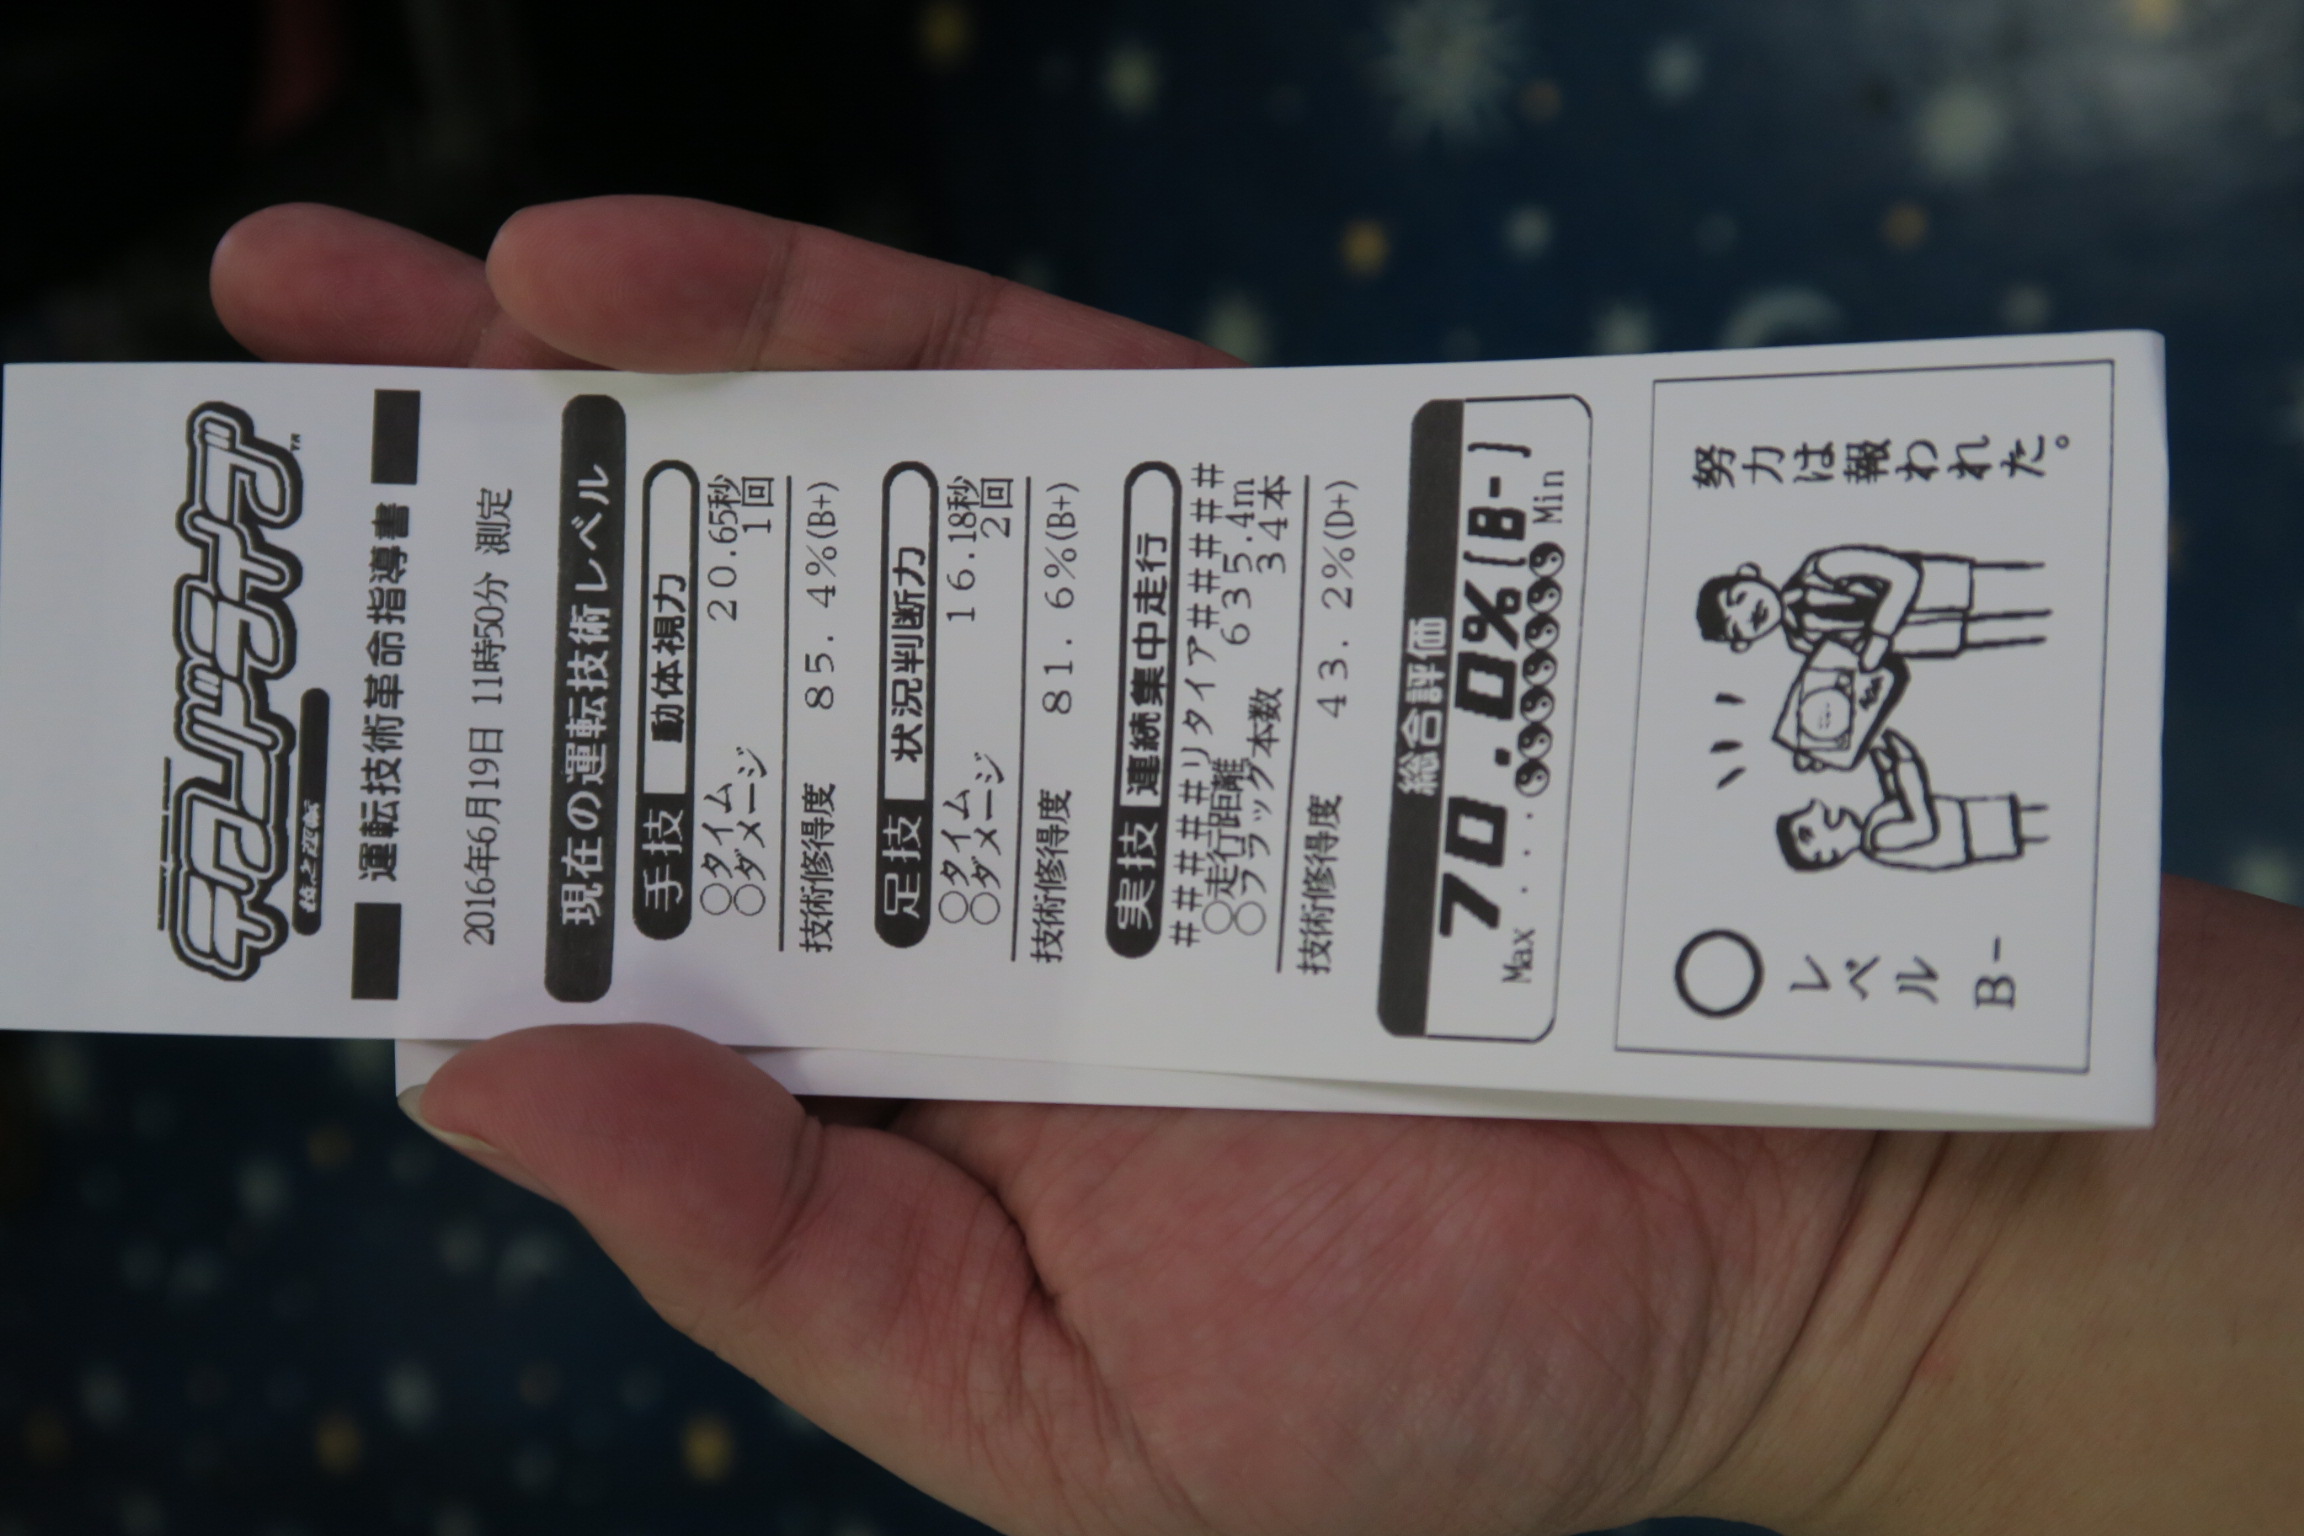 テクノドライブ
TM
運転技術革命指導書
2016年6月19日 11時50分 測定
現在の運転技術レベル
手技 動体視力
○タイム 20.65秒
○ダメージ 1回
技術修得度 85.4%(B+)
足技 状況判断力
○タイム 16.18秒
○ダメージ 2回
技術修得度 81.6%(B+)
実技 連続集中走行
######リタイア######
○走行距離 635.4m
○フラッグ本数 34本
技術修得度 43.2%(D+)
総合評価
70.0%(B-)
Max ････ Min
○
レベル
B-
努力は報われた。